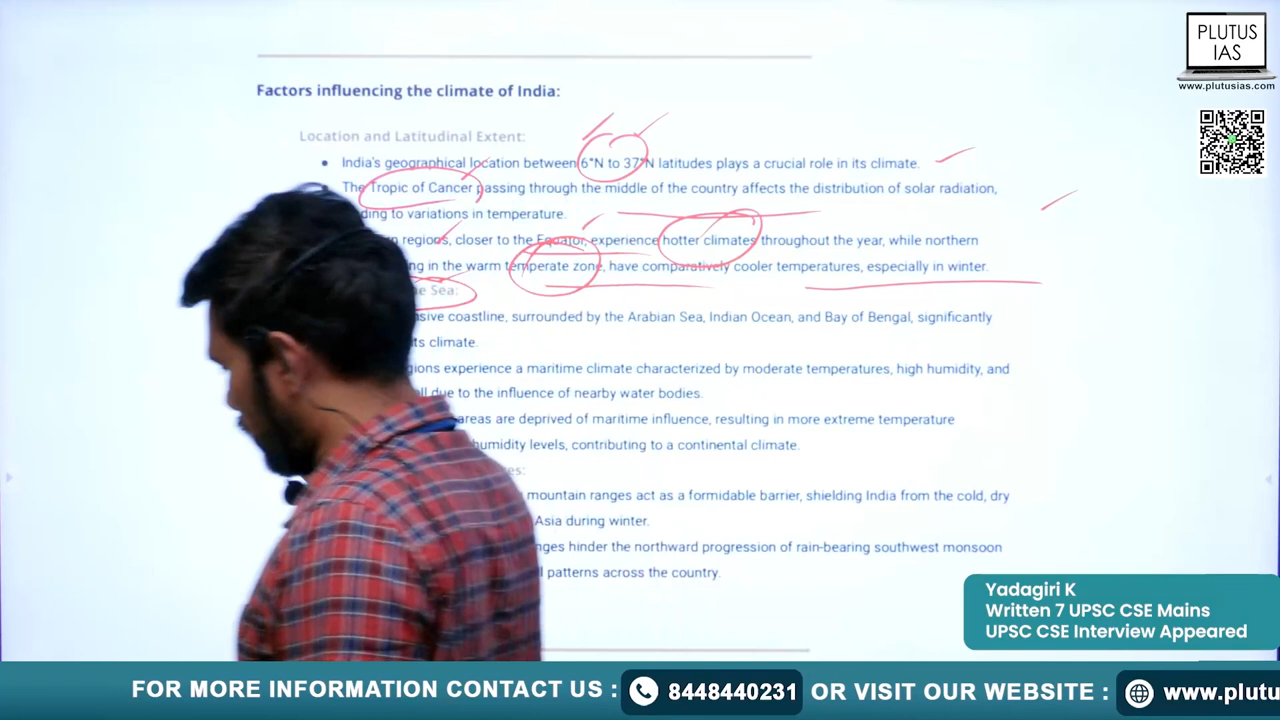 PLUTUS
IAS
www.plutusias.com
Factors influencing the climate of India:
Location and Latitudinal Extent:
• India's geographical location between 6°N to 37°N latitudes plays a crucial role in its climate.
The Tropic of Cancer passing through the middle of the country affects the distribution of solar radiation,
to variations in temperature.
regions, closer to the Equator, experience hotter climates throughout the year, while northern
in the warm temperate zone, have comparatively cooler temperatures, especially in winter.
Sea:
coastline, surrounded by the Arabian Sea, Indian Ocean, and Bay of Bengal, significantly
its climate.
experience a maritime climate characterized by moderate temperatures, high humidity, and
due to the influence of nearby water bodies.
areas are deprived of maritime influence, resulting in more extreme temperature
humidity levels, contributing to a continental climate.
mountain ranges act as a formidable barrier, shielding India from the cold, dry
Asia during winter.
hinder the northward progression of rain-bearing southwest monsoon
patterns across the country.
Yadagiri K
Written 7 UPSC CSE Mains
UPSC CSE Interview Appeared
FOR MORE INFORMATION CONTACT US : 8448440231 OR VISIT OUR WEBSITE : www.plutu